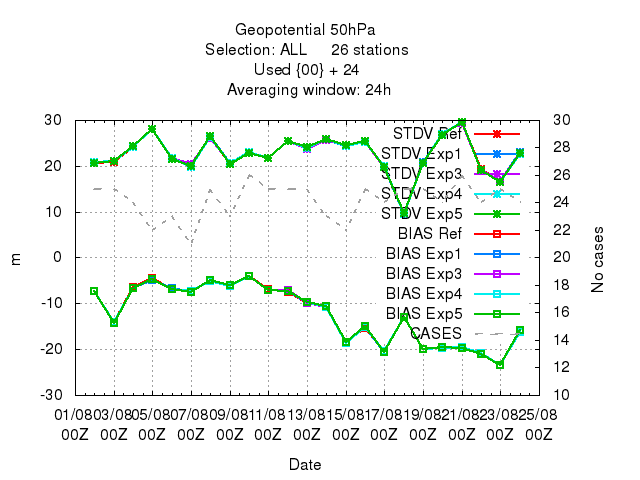 Geopotential 50hPa
Selection: ALL     26 stations
Used {00} + 24
Averaging window: 24h
30 30
20 28
10 26
0 24
-10 22
-20 20
-30 18
16
14
12
10
m
No cases
STDV Ref
STDV Exp1
STDV Exp3
STDV Exp4
STDV Exp5
BIAS Ref
BIAS Exp1
BIAS Exp3
BIAS Exp4
BIAS Exp5
CASES
01/08 03/08 05/08 07/08 09/08 11/08 13/08 15/08 17/08 19/08 21/08 23/08 25/08
00Z 00Z 00Z 00Z 00Z 00Z 00Z 00Z 00Z 00Z 00Z 00Z 00Z
Date